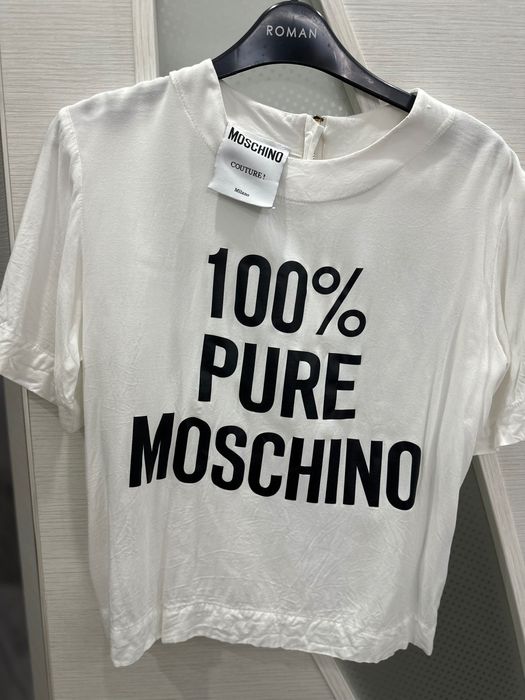 ROMAN
MOSCHINO
COUTURE!
Milano
100%
PURE
MOSCHINO